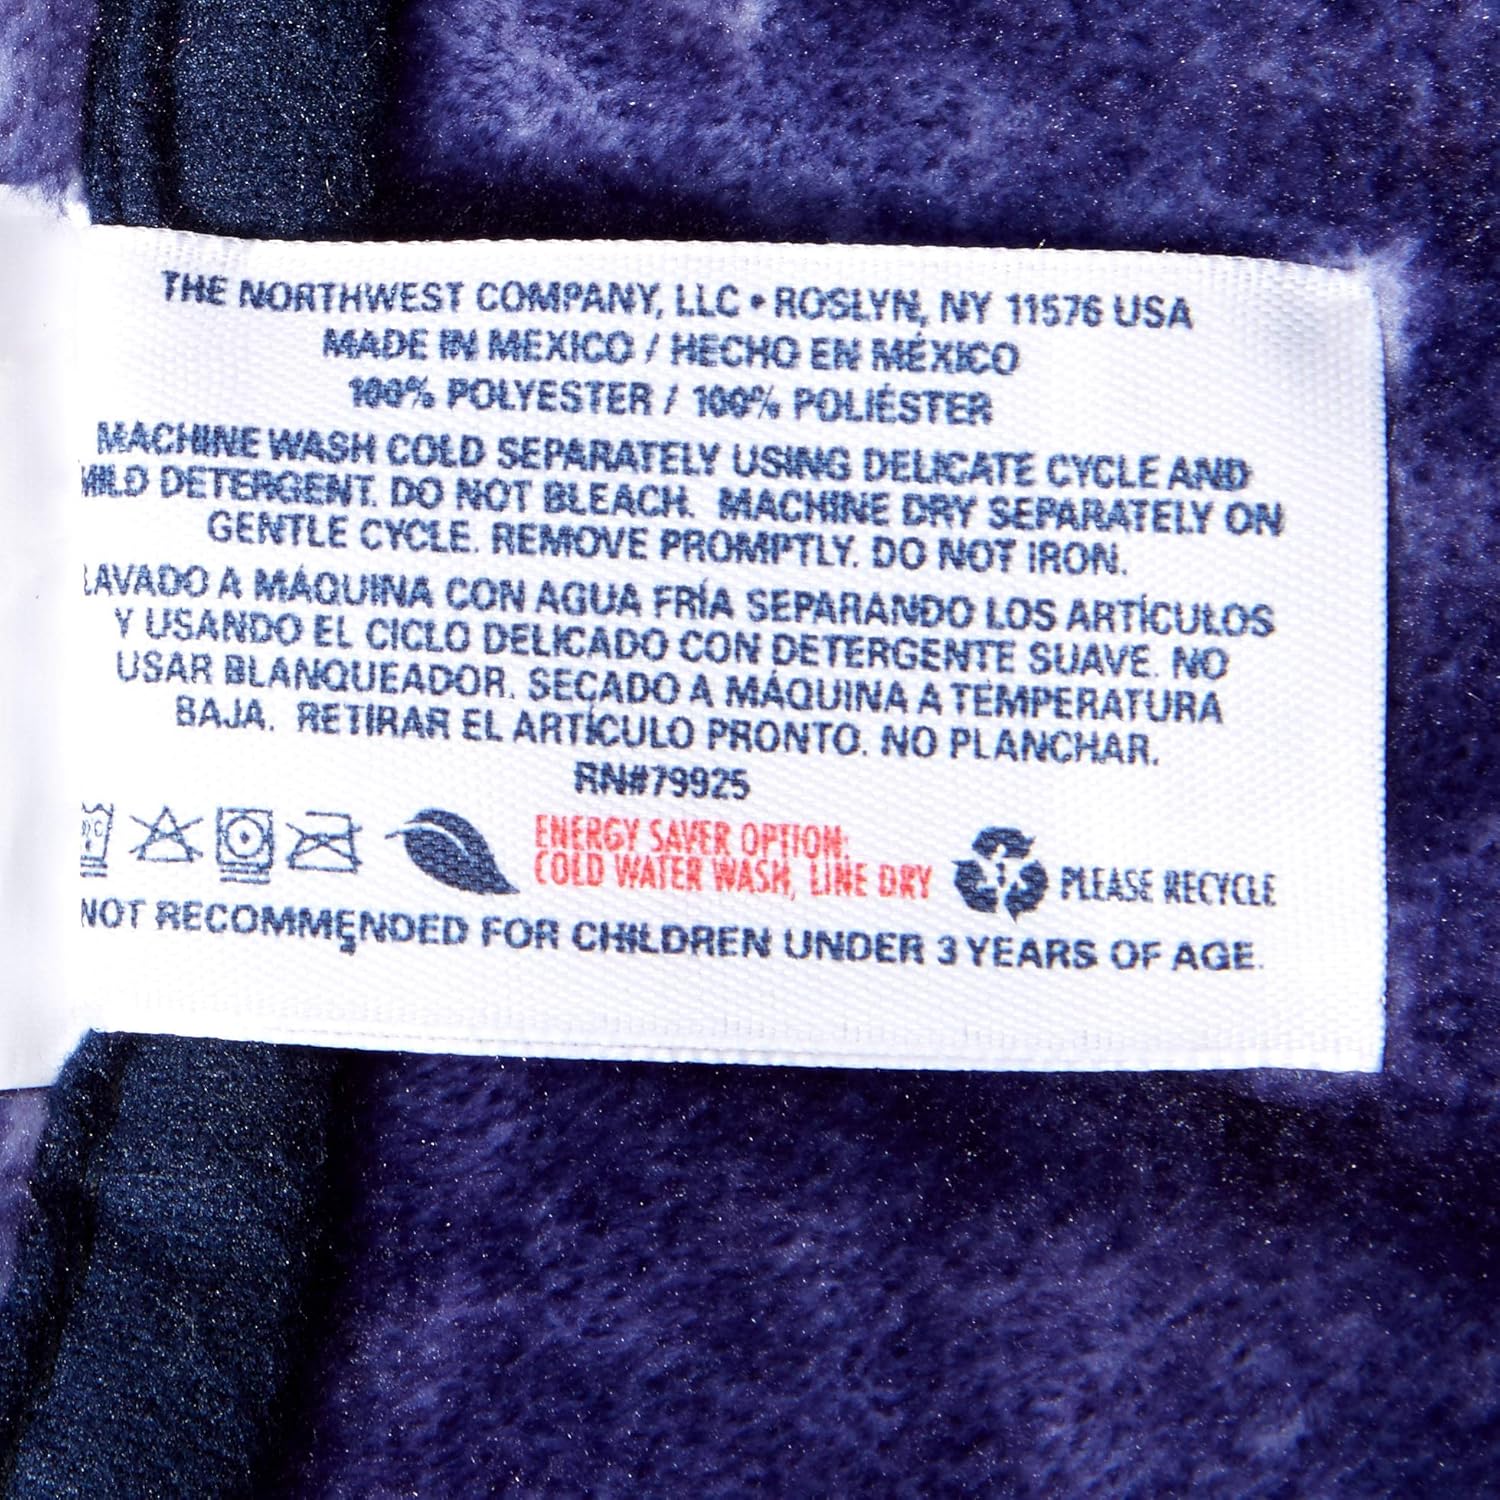 THE NORTHWEST COMPANY, LLC • ROSLYN, NY 11576 USA
MADE IN MEXICO / HECHO EN MÉXICO
100% POLYESTER / 100% POLIÉSTER
MACHINE WASH COLD SEPARATELY USING DELICATE CYCLE AND
MILD DETERGENT. DO NOT BLEACH. MACHINE DRY SEPARATELY ON
GENTLE CYCLE. REMOVE PROMPTLY. DO NOT IRON.
LAVADO A MÁQUINA CON AGUA FRÍA SEPARANDO LOS ARTÍCULOS
Y USANDO EL CICLO DELICADO CON DETERGENTE SUAVE. NO
USAR BLANQUEADOR. SECADO A MÁQUINA A TEMPERATURA
BAJA. RETIRAR EL ARTÍCULO PRONTO. NO PLANCHAR.
RN#79925
ENERGY SAVER OPTION:
COLD WATER WASH, LINE DRY
PLEASE RECYCLE
NOT RECOMMENDED FOR CHILDREN UNDER 3 YEARS OF AGE.